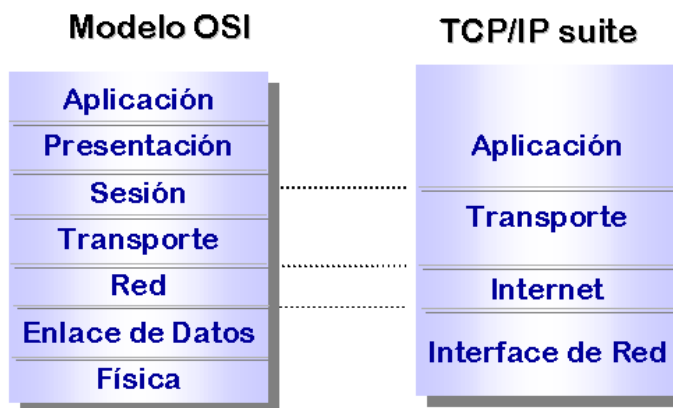 Modelo OSI
Aplicación
Presentación
Sesión
Transporte
Red
Enlace de Datos
Física
TCP/IP suite
Aplicación
Transporte
Internet
Interface de Red